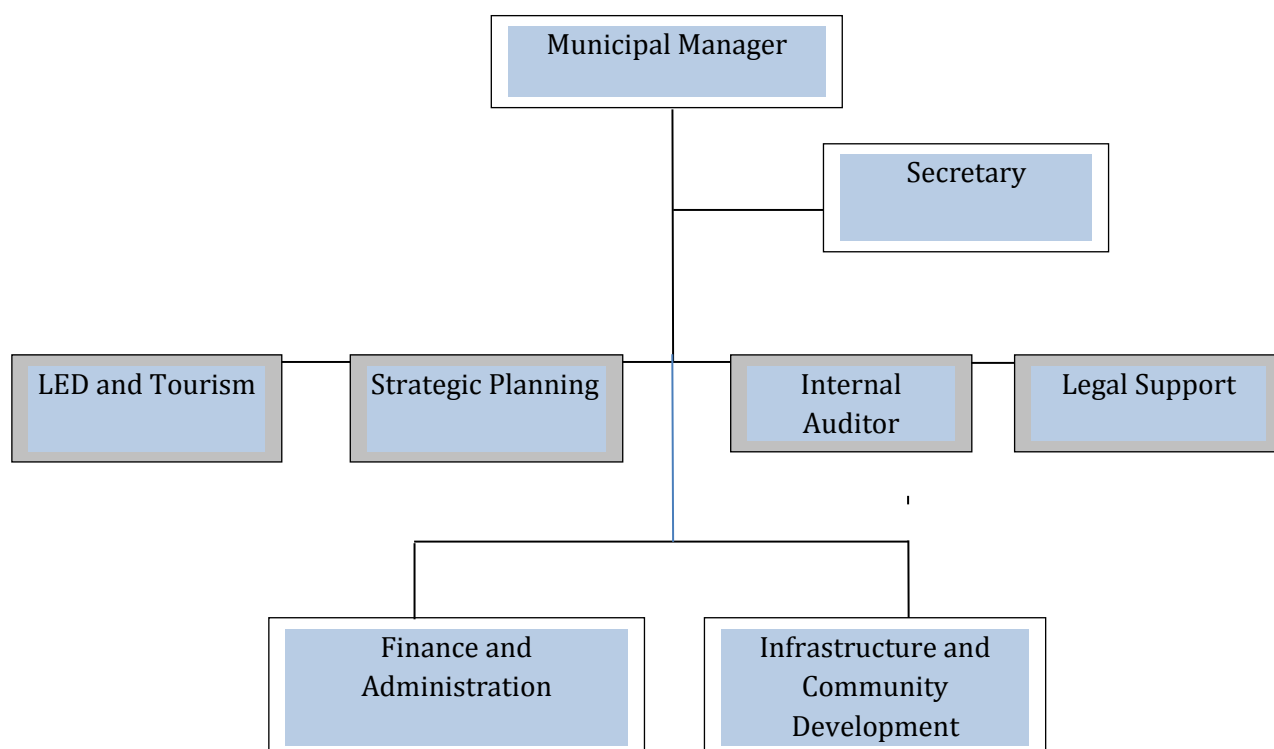 Municipal Manager
Secretary
LED and Tourism
Strategic Planning
Internal
Auditor
Legal Support
Finance and
Administration
Infrastructure and
Community
Development